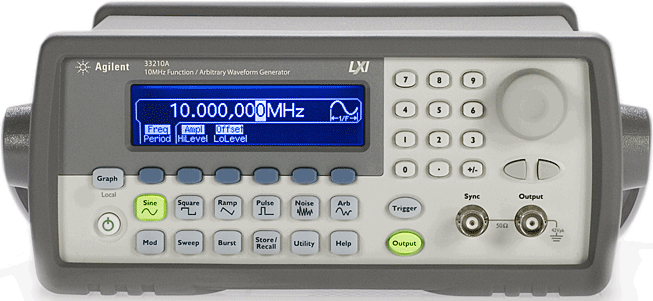 Agilent
33210A
10MHz Function / Arbitrary Waveform Generator
LXI
10.000,000MHz
←1/F→
Freq Ampl Offset
Period HiLevel LoLevel
7 8 9
4 5 6
1 2 3
0 . +/-
Graph
Local
Sine Square Ramp Pulse Noise Arb
Trigger
Mod Sweep Burst Store/
Recall Utility Help
Output
Sync Output
50Ω
42Vpk